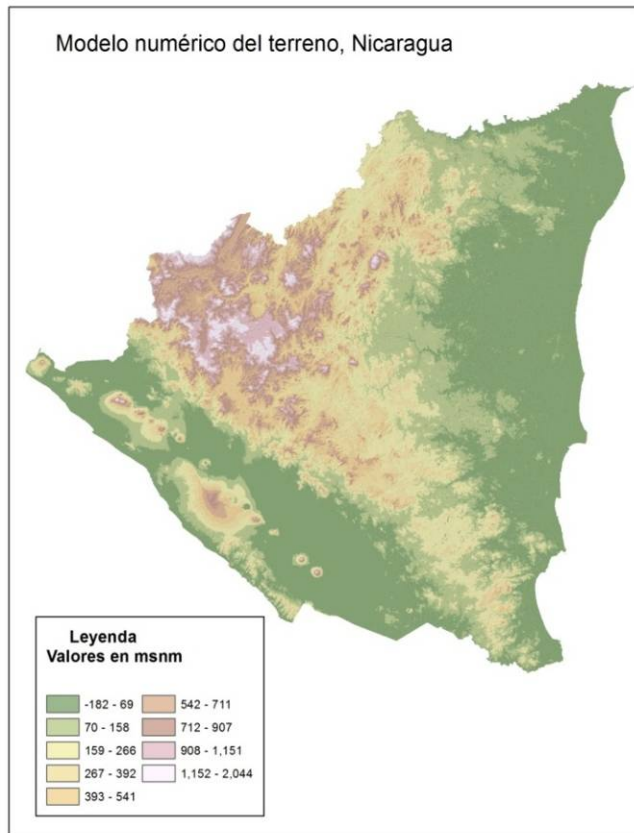 Modelo numérico del terreno, Nicaragua
Leyenda
Valores en msnm
-182 - 69
70 - 158
159 - 266
267 - 392
393 - 541
542 - 711
712 - 907
908 - 1,151
1,152 - 2,044